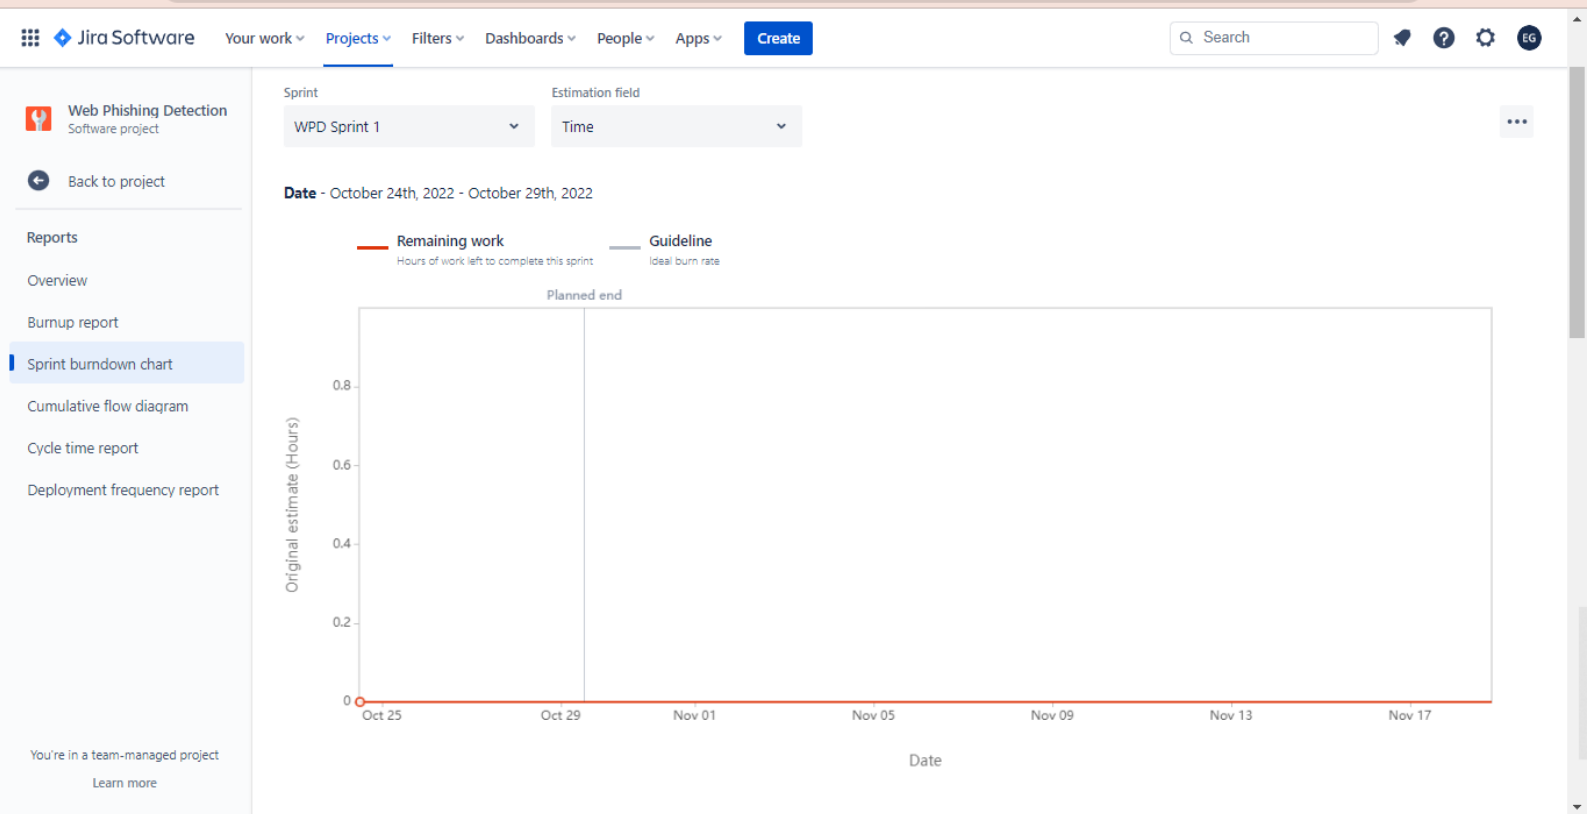 Jira Software Your work Projects Filters Dashboards People Apps Create Search EG
Web Phishing Detection
Software project
Back to project
Reports
Overview
Burnup report
Sprint burndown chart
Cumulative flow diagram
Cycle time report
Deployment frequency report
You're in a team-managed project
Learn more
Sprint Estimation field
WPD Sprint 1 Time
Date - October 24th, 2022 - October 29th, 2022
Remaining work Guideline
Hours of work left to complete this sprint Ideal burn rate
Planned end
Original estimate (Hours)
0.8
0.6
0.4
0.2
0
Oct 25 Oct 29 Nov 01 Nov 05 Nov 09 Nov 13 Nov 17
Date